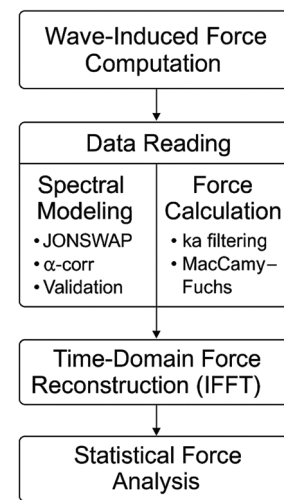 Wave-Induced Force
Computation
Data Reading
Spectral
Modeling
• JONSWAP
• α-corr
• Validation
Force
Calculation
• ka filtering
• MacCamy–
Fuchs
Time-Domain Force
Reconstruction (IFFT)
Statistical Force
Analysis